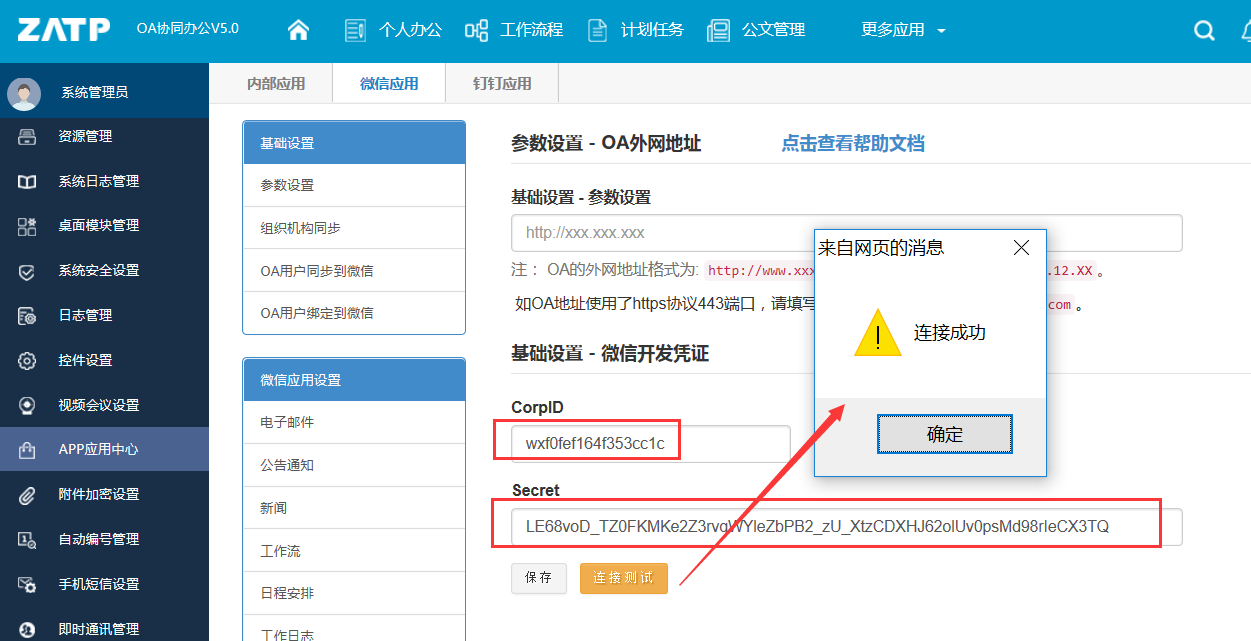 ZATP OA协同办公V5.0 个人办公 工作流程 计划任务 公文管理 更多应用
系统管理员
资源管理
系统日志管理
桌面模块管理
系统安全设置
日志管理
控件设置
视频会议设置
APP应用中心
附件加密设置
自动编号管理
手机短信设置
即时通讯管理
内部应用 微信应用 钉钉应用
基础设置
参数设置
组织机构同步
OA用户同步到微信
OA用户绑定到微信
微信应用设置
电子邮件
公告通知
新闻
工作流
日程安排
工作日志
参数设置 - OA外网地址 点击查看帮助文档
基础设置 - 参数设置
http://xxx.xxx.xxx
注： OA的外网地址格式为: http://www.xxx .12.XX 。
如OA地址使用了https协议443端口，请填写 com 。
基础设置 - 微信开发凭证
CorpID
wxf0fef164f353cc1c
Secret
保存 连接测试
来自网页的消息
连接成功
确定